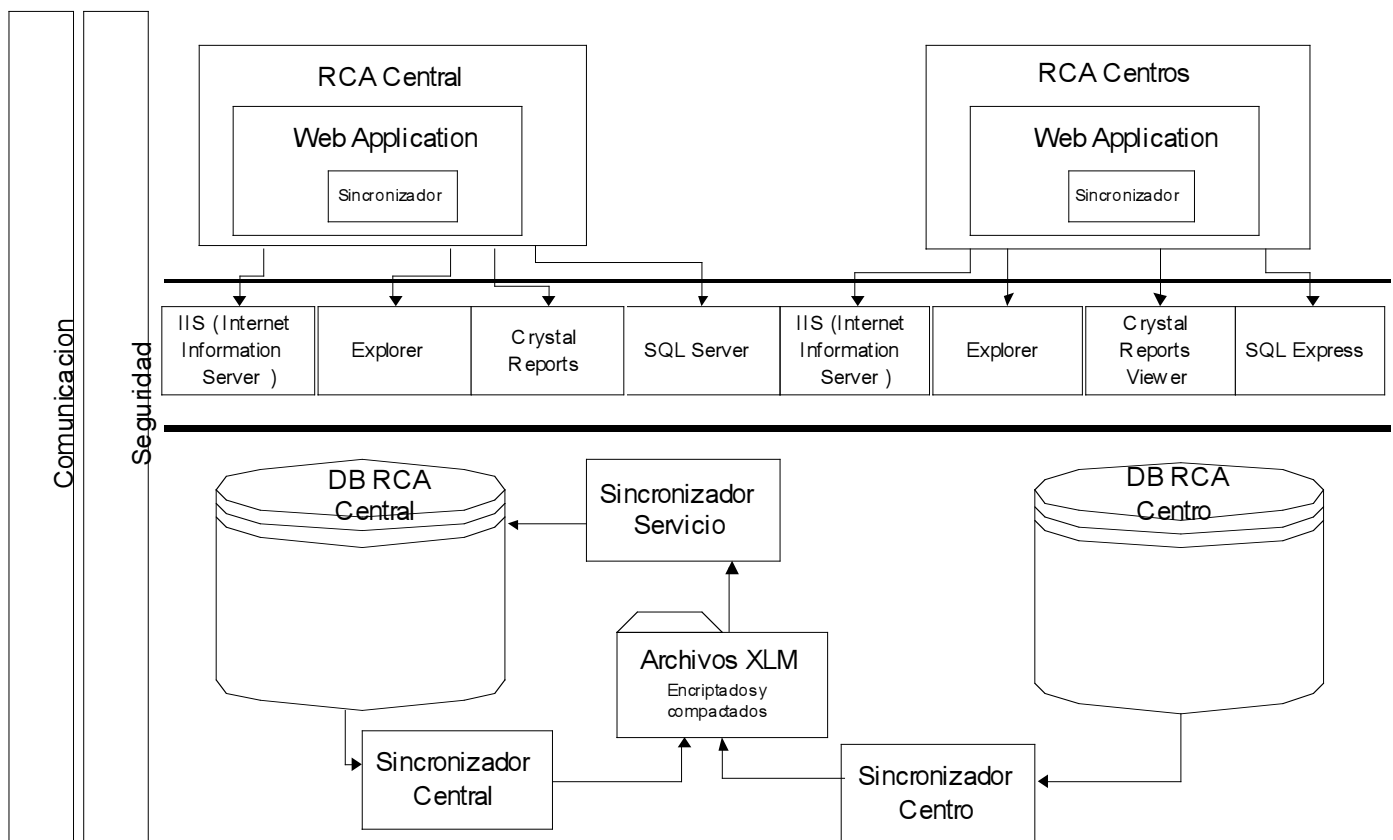 Comunicacion
Seguridad
RCA Central
Web Application
Sincronizador
RCA Centros
Web Application
Sincronizador
IIS ( Internet
Information
Server )
Explorer
Crystal
Reports
SQL Server
IIS (Internet
Information
Server )
Explorer
Crystal
Reports
Viewer
SQL Express
DB RCA
Central
Sincronizador
Servicio
DB RCA
Centro
Archivos XLM
Encriptados y
compactados
Sincronizador
Central
Sincronizador
Centro